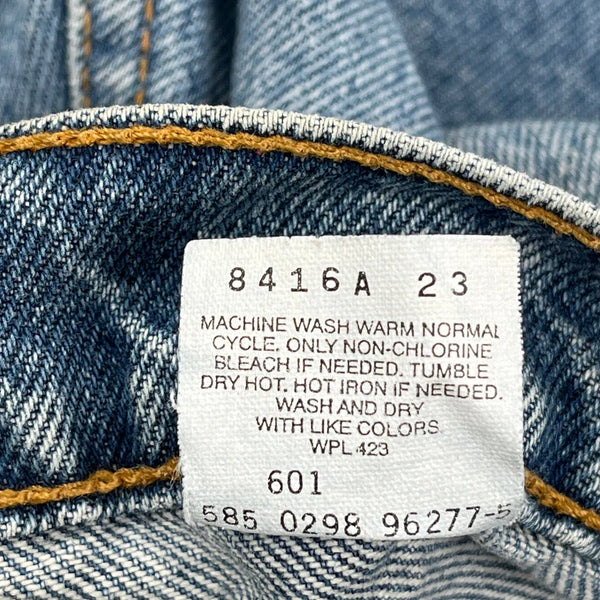 8416A 23
MACHINE WASH WARM NORMAL
CYCLE. ONLY NON-CHLORINE
BLEACH IF NEEDED. TUMBLE
DRY HOT. HOT IRON IF NEEDED.
WASH AND DRY
WITH LIKE COLORS
WPL 423
601
585 0298 96277-5